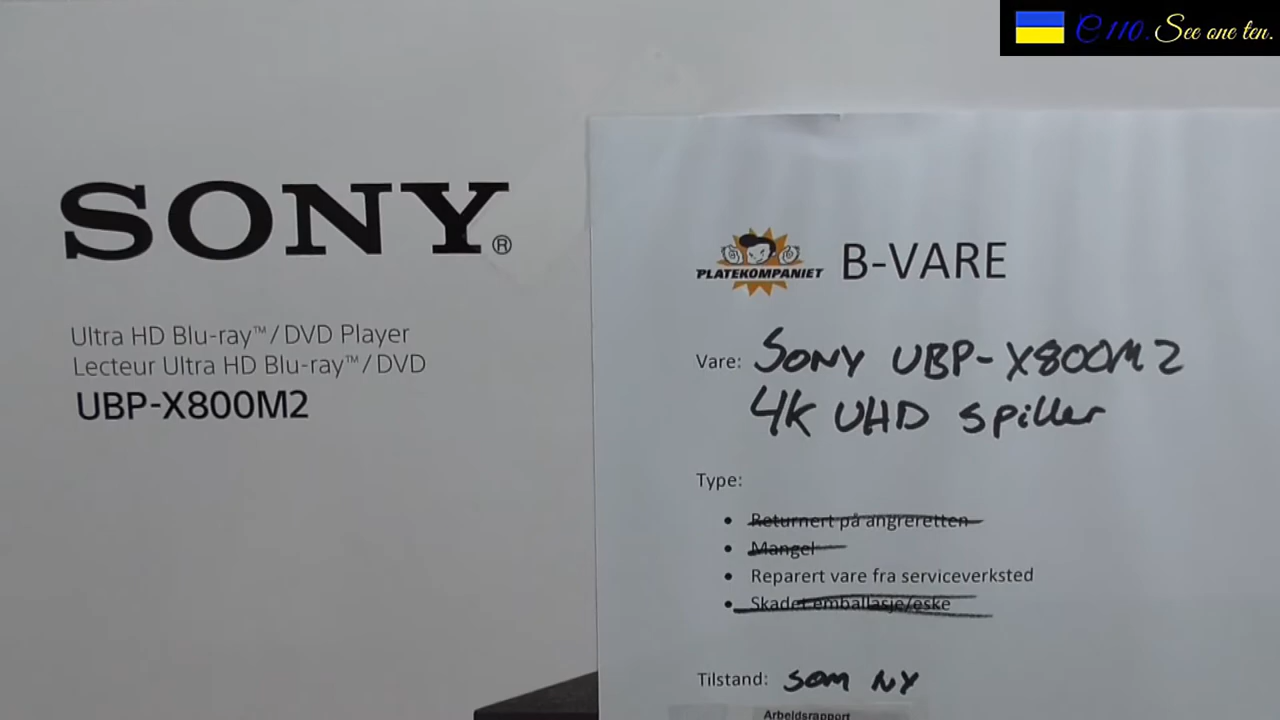 C 110. See one ten.
SONY®
Ultra HD Blu-ray™/DVD Player
Lecteur Ultra HD Blu-ray™/DVD
UBP-X800M2
PLATEKOMPANIET B-VARE
Vare: SONY UBP-X800M2
4K UHD spiller
Type:
• Returnert på angreretten
• Mangel
• Reparert vare fra serviceverksted
• Skadet emballasje/eske
Tilstand: SOM NY
Arbeidsrapport